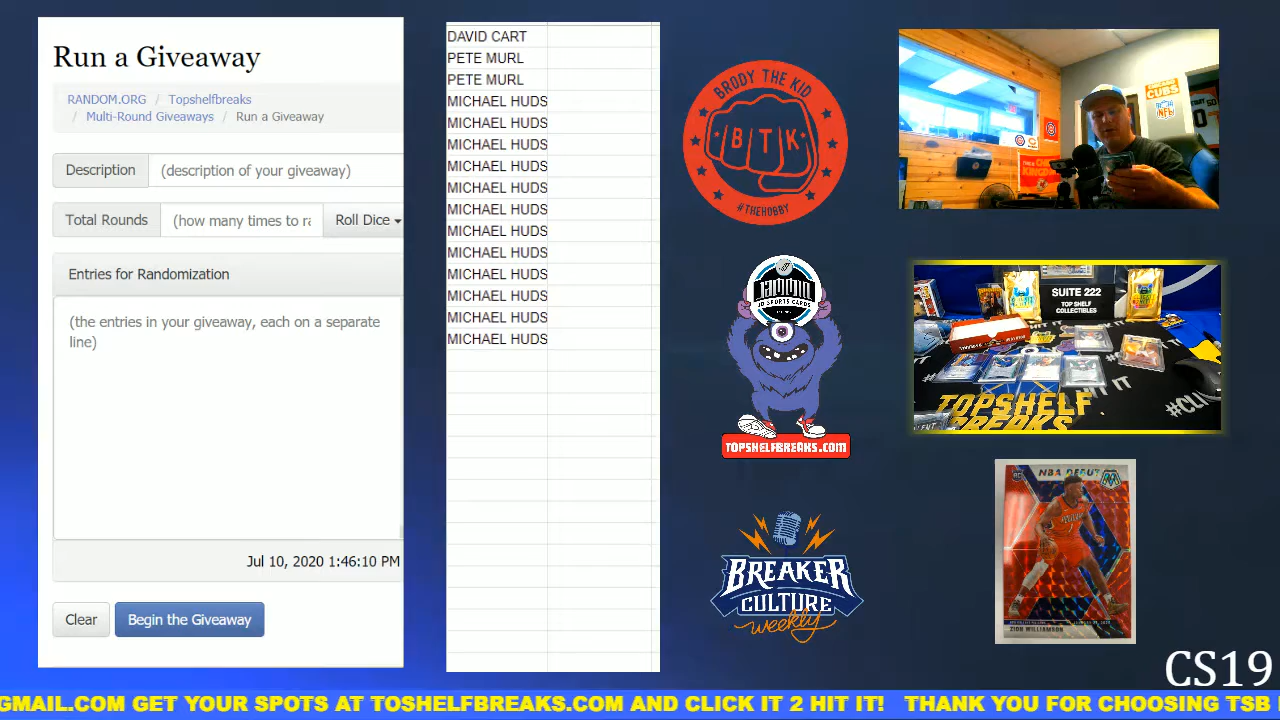 Run a Giveaway
RANDOM.ORG / Topshelfbreaks
/ Multi-Round Giveaways / Run a Giveaway
Description (description of your giveaway)
Total Rounds (how many times to ra Roll Dice
Entries for Randomization
(the entries in your giveaway, each on a separate
line)
Jul 10, 2020 1:46:10 PM
Clear Begin the Giveaway
DAVID CART
PETE MURL
PETE MURL
MICHAEL HUDS
MICHAEL HUDS
MICHAEL HUDS
MICHAEL HUDS
MICHAEL HUDS
MICHAEL HUDS
MICHAEL HUDS
MICHAEL HUDS
MICHAEL HUDS
MICHAEL HUDS
MICHAEL HUDS
MICHAEL HUDS
BRODY THE KID
BTK
#THEHOBBY
JD SPORTS CARDS
TOPSHELFBREAKS.COM
BREAKER
CULTURE
weekly
CUBS
NFL
SUITE 222
TOP SHELF
COLLECTIBLES
TOPSHELF
BREAKS
NBA DEBUT
RC
ZION WILLIAMSON
CS19
GMAIL.COM GET YOUR SPOTS AT TOSHELFBREAKS.COM AND CLICK IT 2 HIT IT! THANK YOU FOR CHOOSING TSB